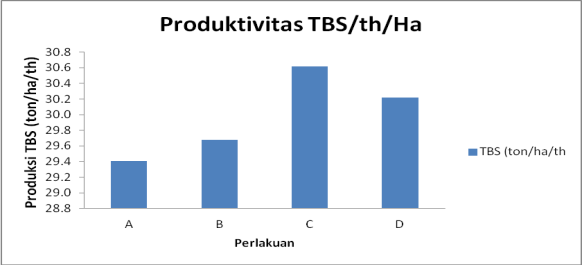 Produktivitas TBS/th/Ha
Produksi TBS (ton/ha/th)
30.8
30.6
30.4
30.2
30.0
29.8
29.6
29.4
29.2
29.0
28.8
A B C D
Perlakuan
TBS (ton/ha/th